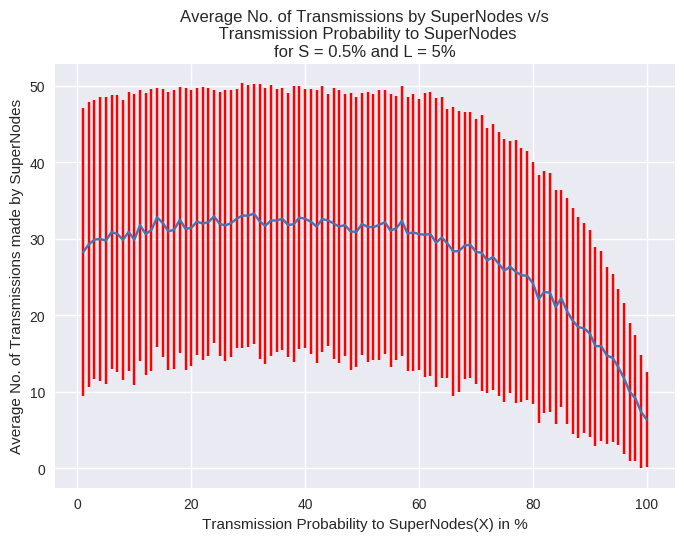 Average No. of Transmissions by SuperNodes v/s
Transmission Probability to SuperNodes
for S = 0.5% and L = 5%
Average No. of Transmissions made by SuperNodes
50
40
30
20
10
0
0 20 40 60 80 100
Transmission Probability to SuperNodes(X) in %